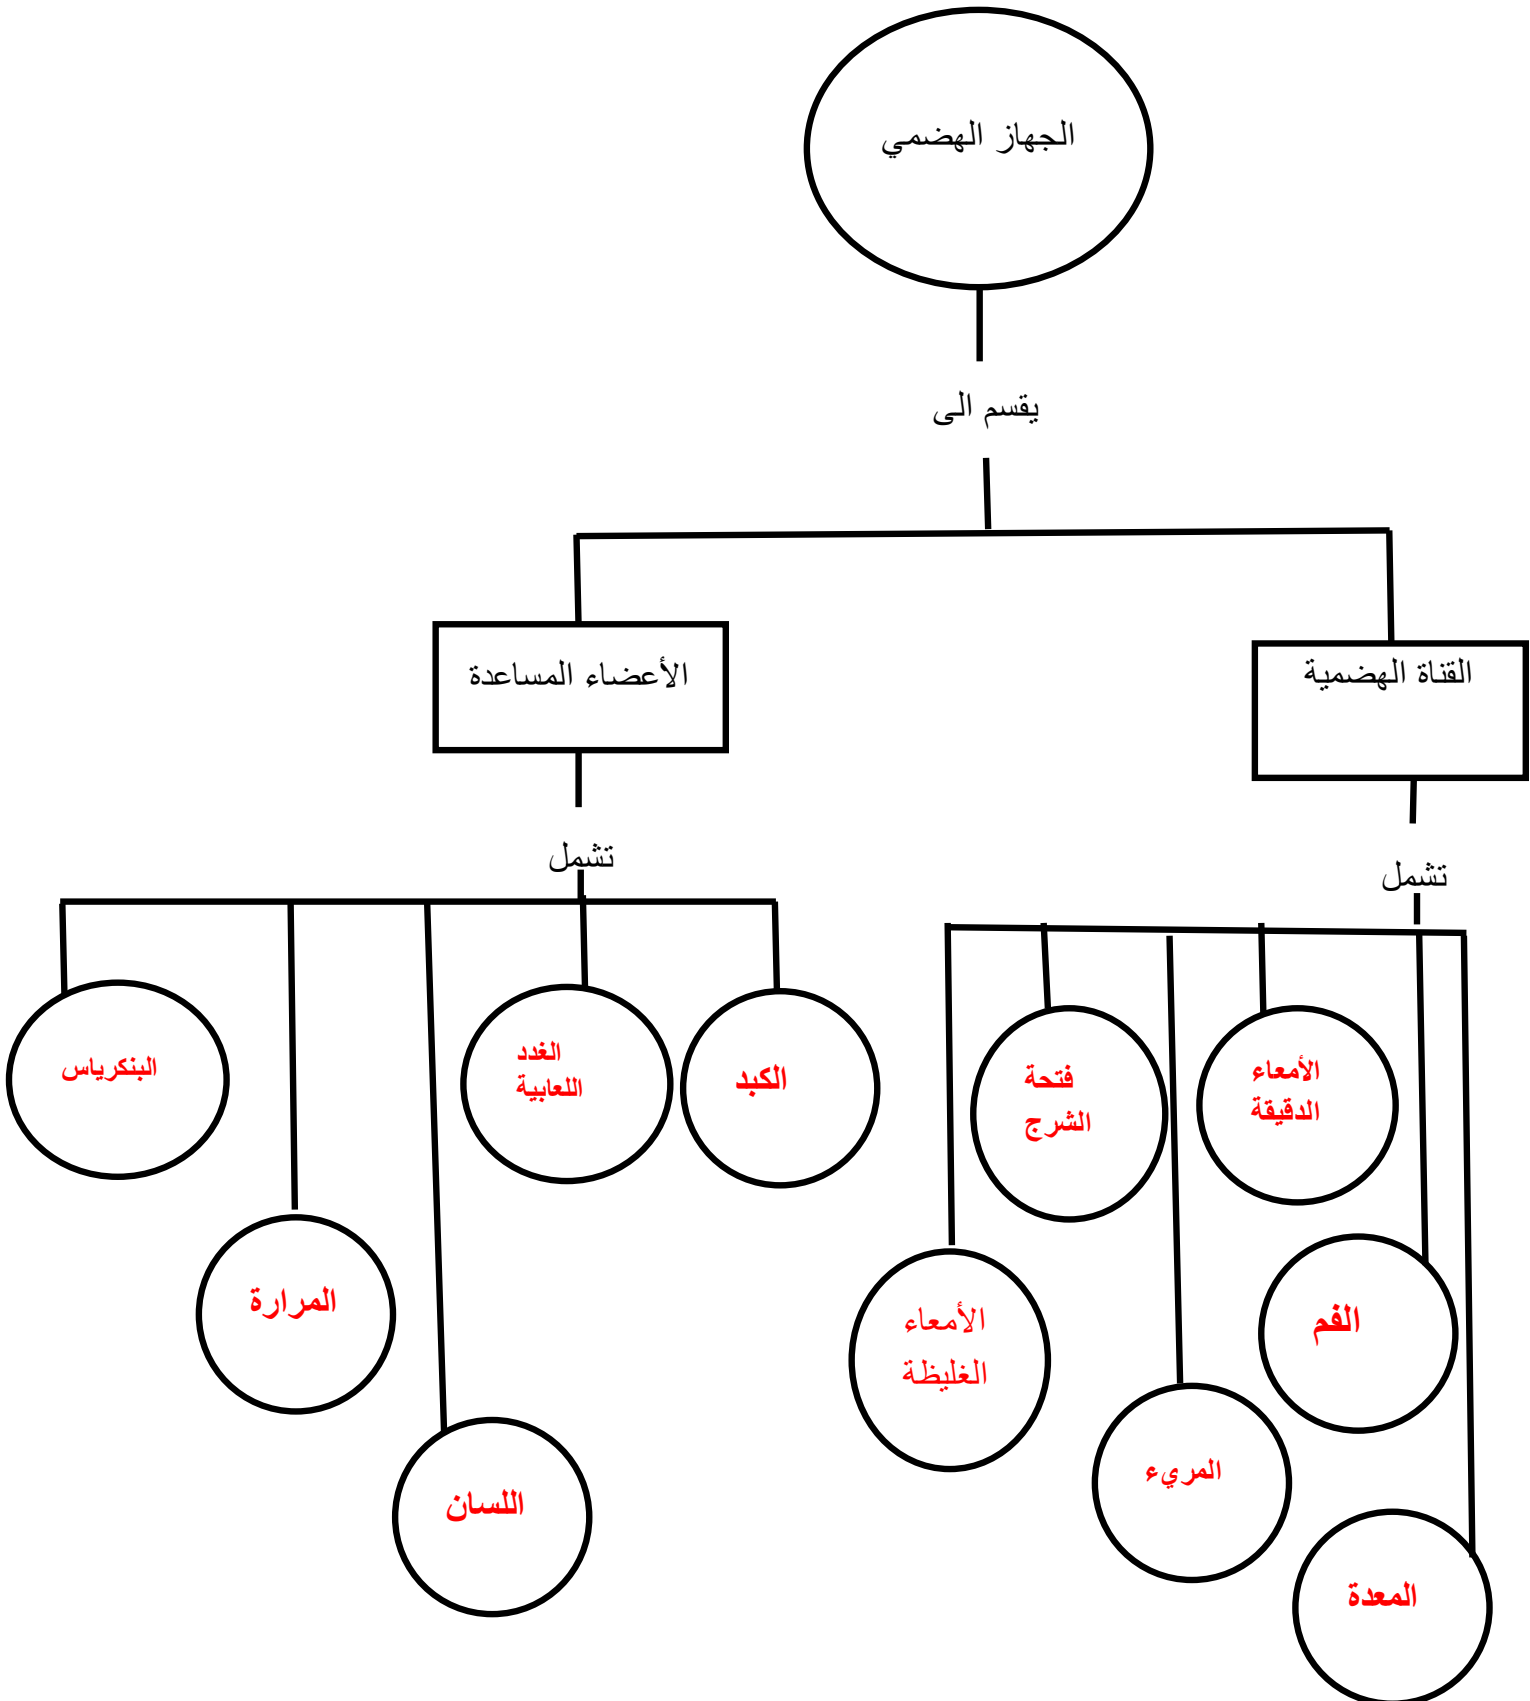 الجهاز الهضمي
يقسم الى
القناة الهضمية
الأعضاء المساعدة
تشمل
تشمل
الأمعاء
الدقيقة
فتحة
الشرج
الفم
الأمعاء
الغليظة
المريء
المعدة
الكبد
الغدد
اللعابية
البنكرياس
المرارة
اللسان